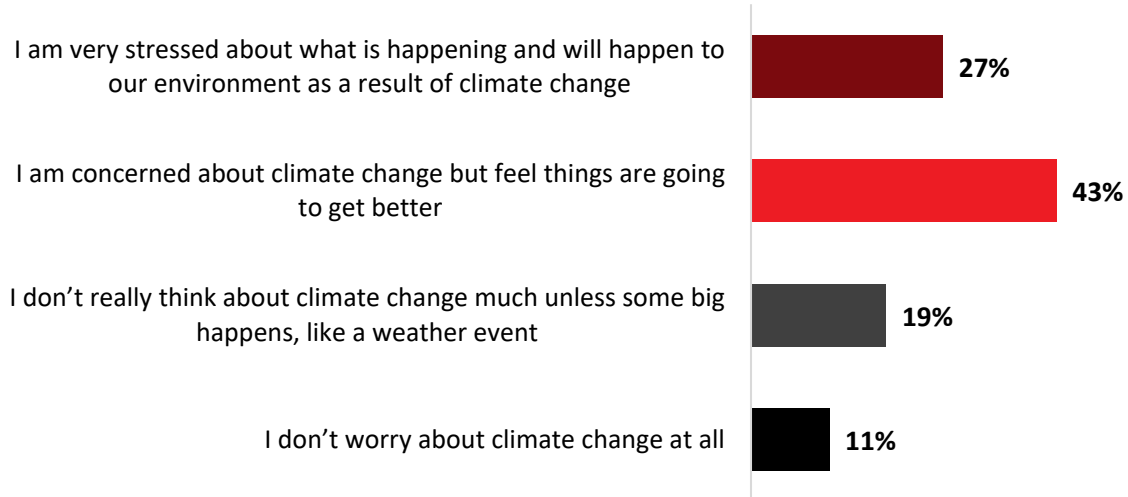 I am very stressed about what is happening and will happen to
our environment as a result of climate change
27%
I am concerned about climate change but feel things are going
to get better
43%
I don’t really think about climate change much unless some big
happens, like a weather event
19%
I don’t worry about climate change at all
11%